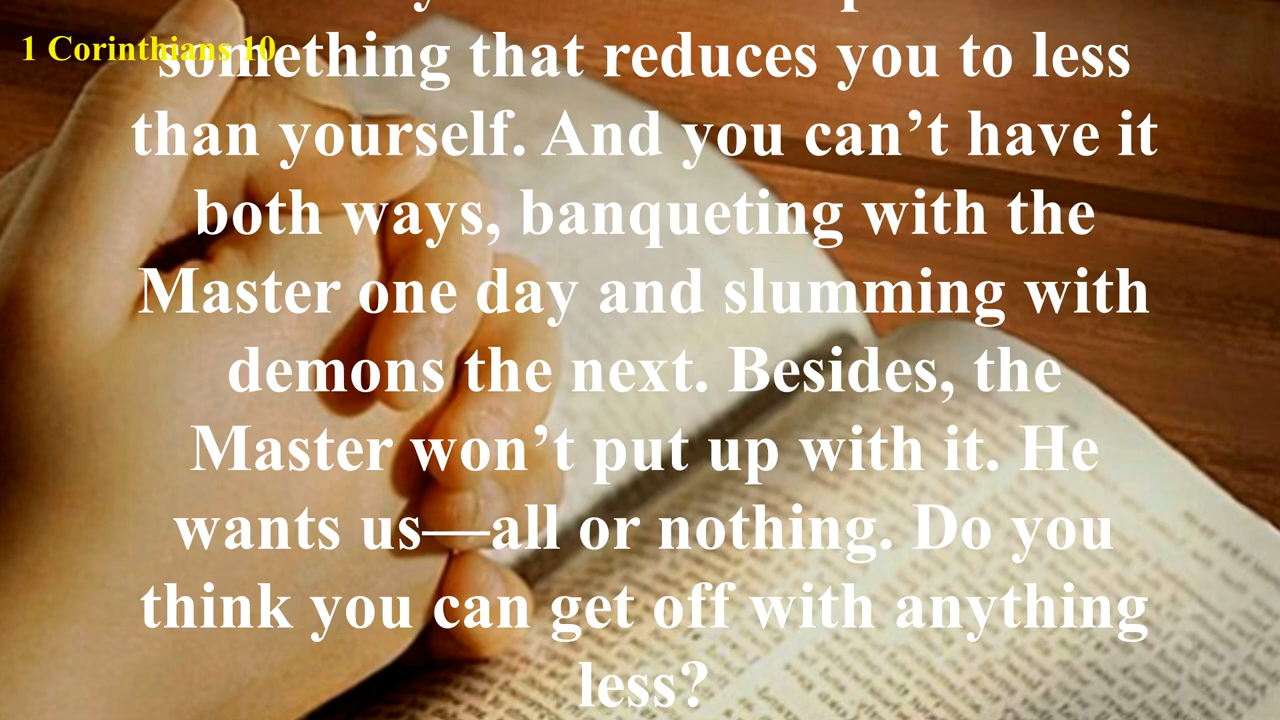 1 Corinthians 10
something that reduces you to less
than yourself. And you can’t have it
both ways, banqueting with the
Master one day and slumming with
demons the next. Besides, the
Master won’t put up with it. He
wants us—all or nothing. Do you
think you can get off with anything
less?